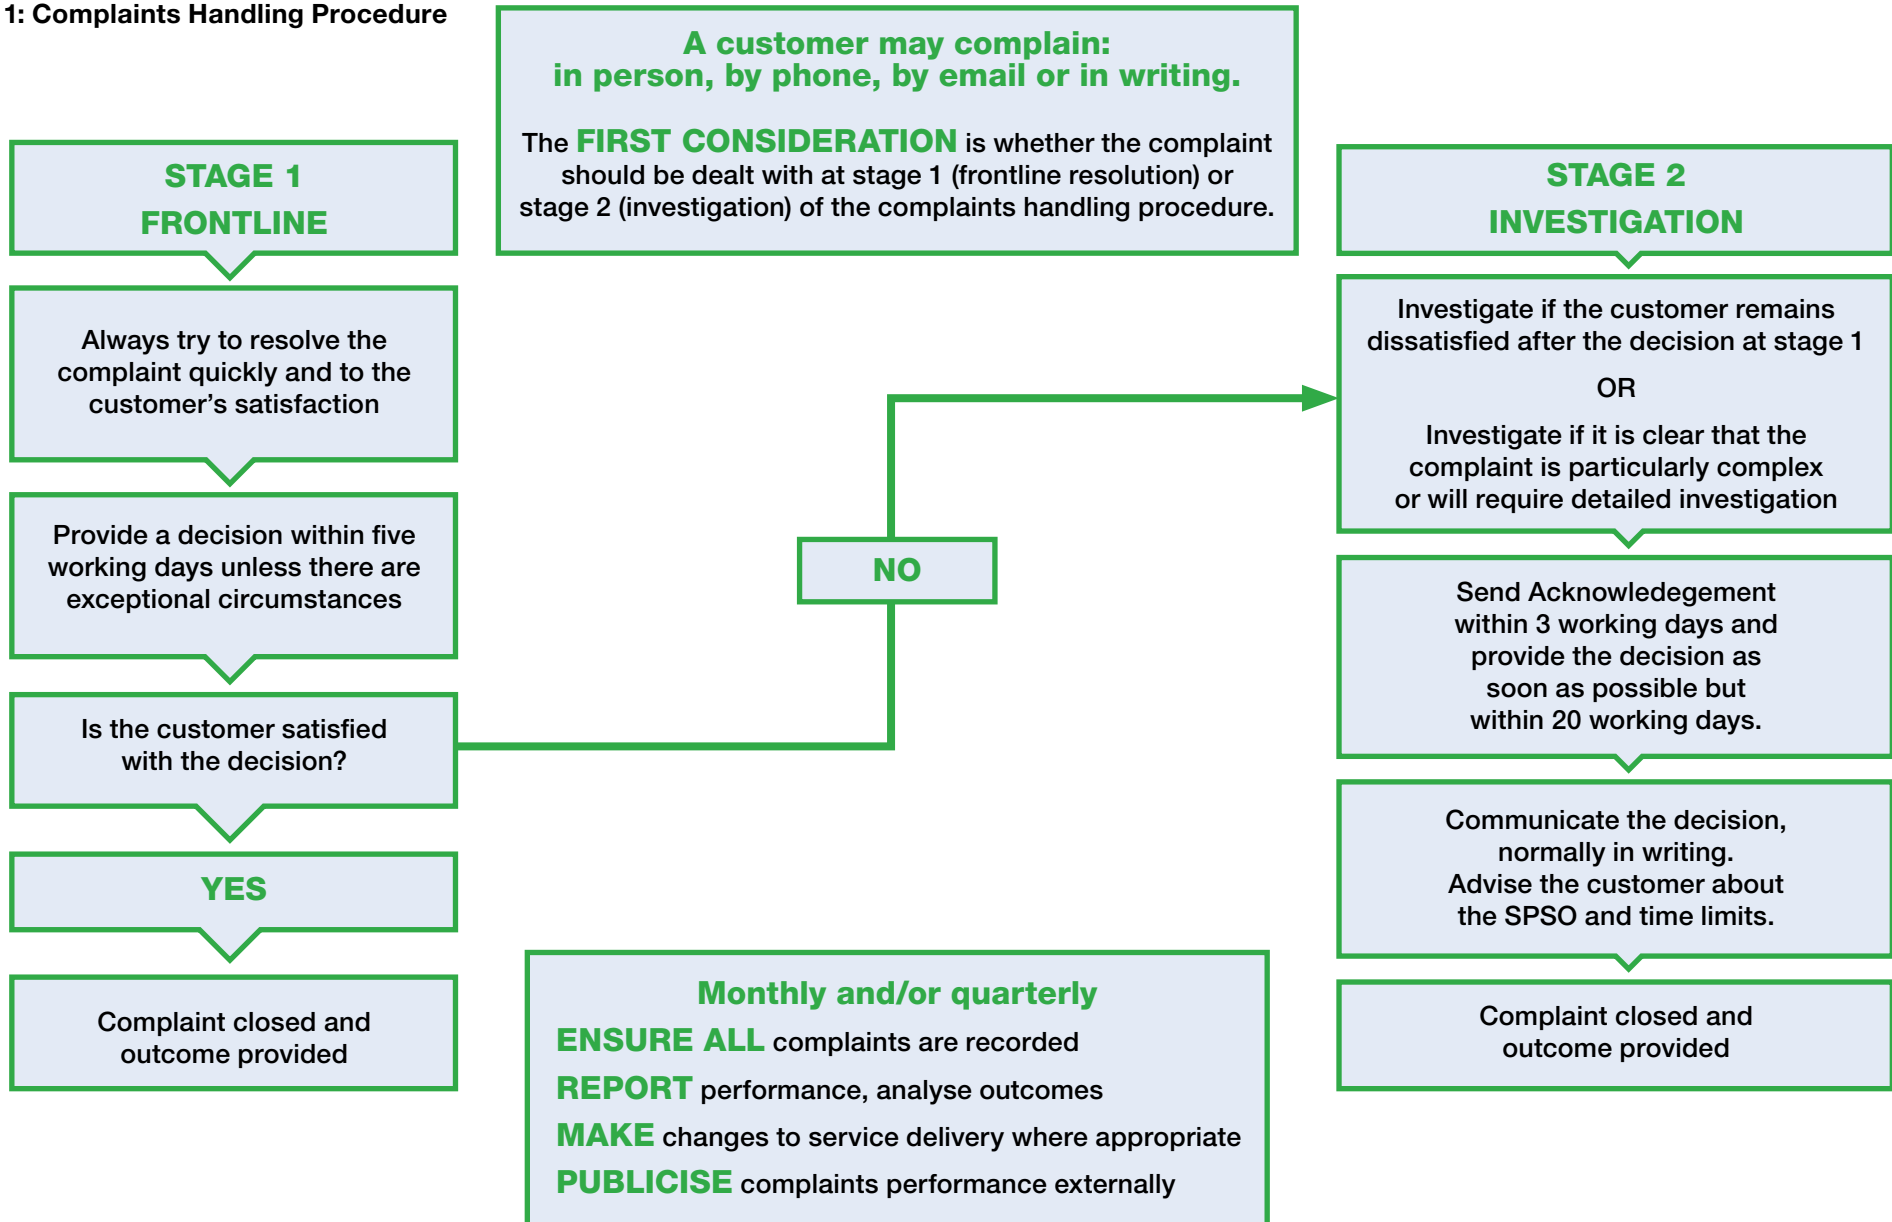 1: Complaints Handling Procedure
A customer may complain:
in person, by phone, by email or in writing.
The FIRST CONSIDERATION is whether the complaint
should be dealt with at stage 1 (frontline resolution) or
stage 2 (investigation) of the complaints handling procedure.
STAGE 1
FRONTLINE
Always try to resolve the
complaint quickly and to the
customer’s satisfaction
Provide a decision within five
working days unless there are
exceptional circumstances
Is the customer satisfied
with the decision?
YES
Complaint closed and
outcome provided
NO
STAGE 2
INVESTIGATION
Investigate if the customer remains
dissatisfied after the decision at stage 1
OR
Investigate if it is clear that the
complaint is particularly complex
or will require detailed investigation
Send Acknowledegement
within 3 working days and
provide the decision as
soon as possible but
within 20 working days.
Communicate the decision,
normally in writing.
Advise the customer about
the SPSO and time limits.
Complaint closed and
outcome provided
Monthly and/or quarterly
ENSURE ALL complaints are recorded
REPORT performance, analyse outcomes
MAKE changes to service delivery where appropriate
PUBLICISE complaints performance externally